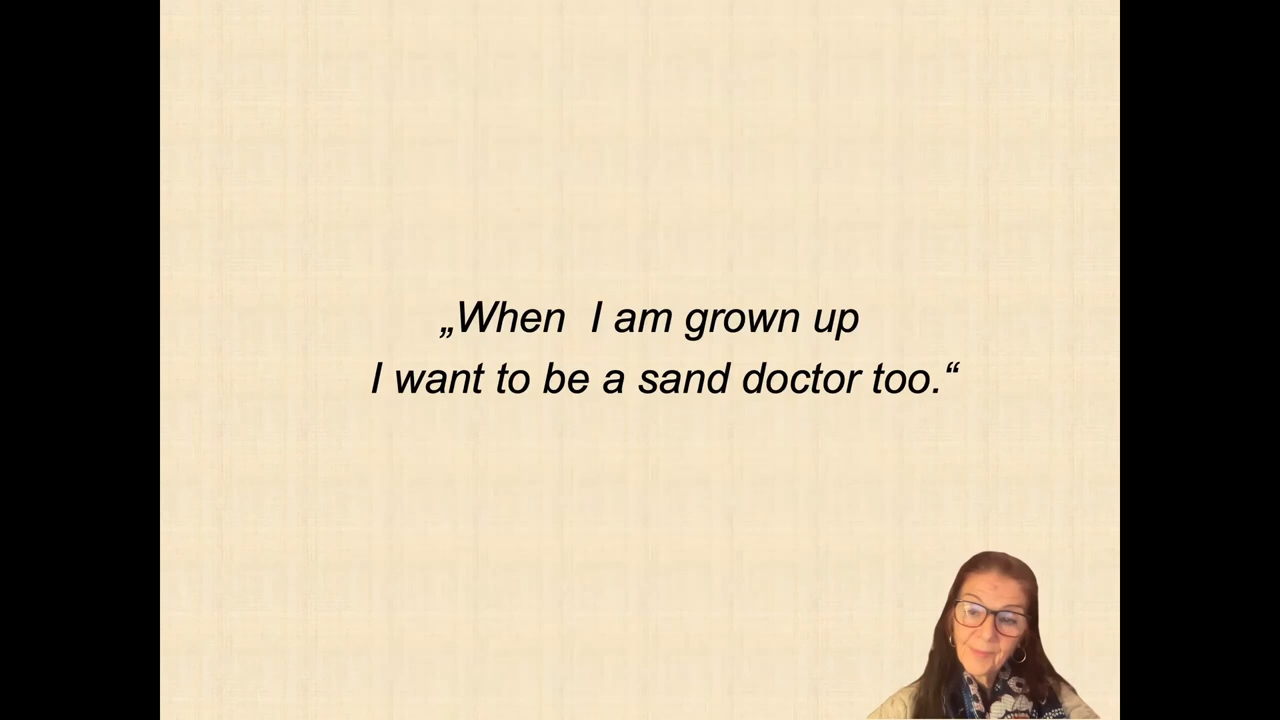 „When  I am grown up
I want to be a sand doctor too.“